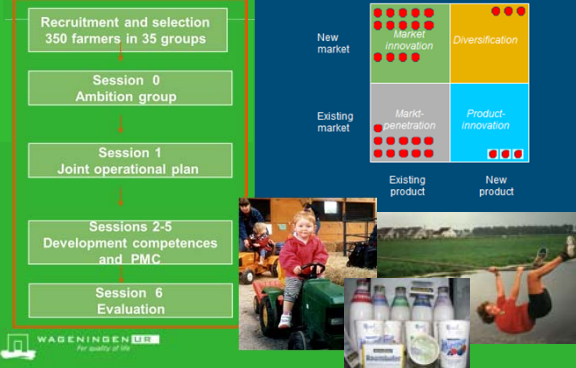 Recruitment and selection
350 farmers in 35 groups
Session 0
Ambition group
Session 1
Joint operational plan
Sessions 2-5
Development competences
and PMC
Session 6
Evaluation
WAGENINGEN UR
For quality of life
New
market
Market
innovation
Diversification
Existing
market
Markt-
penetration
Product-
innovation
Existing
product
New
product